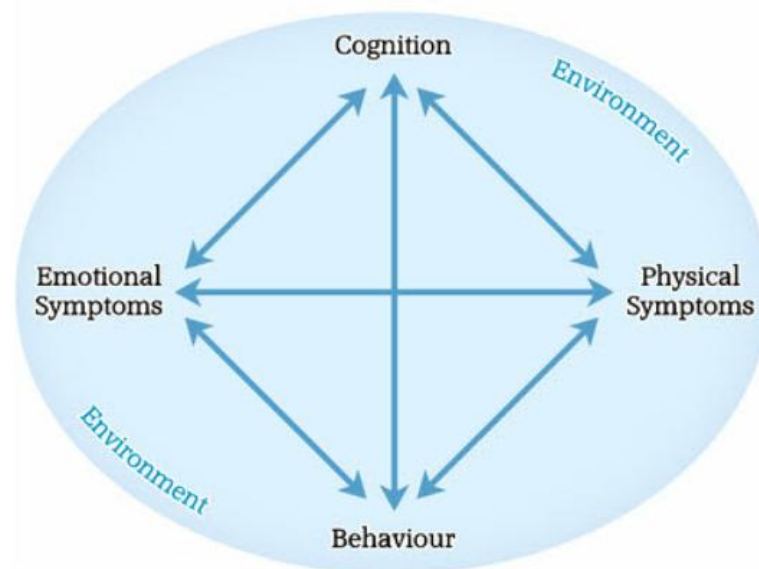 Cognition
Environment
Emotional
Symptoms
Physical
Symptoms
Environment
Behaviour